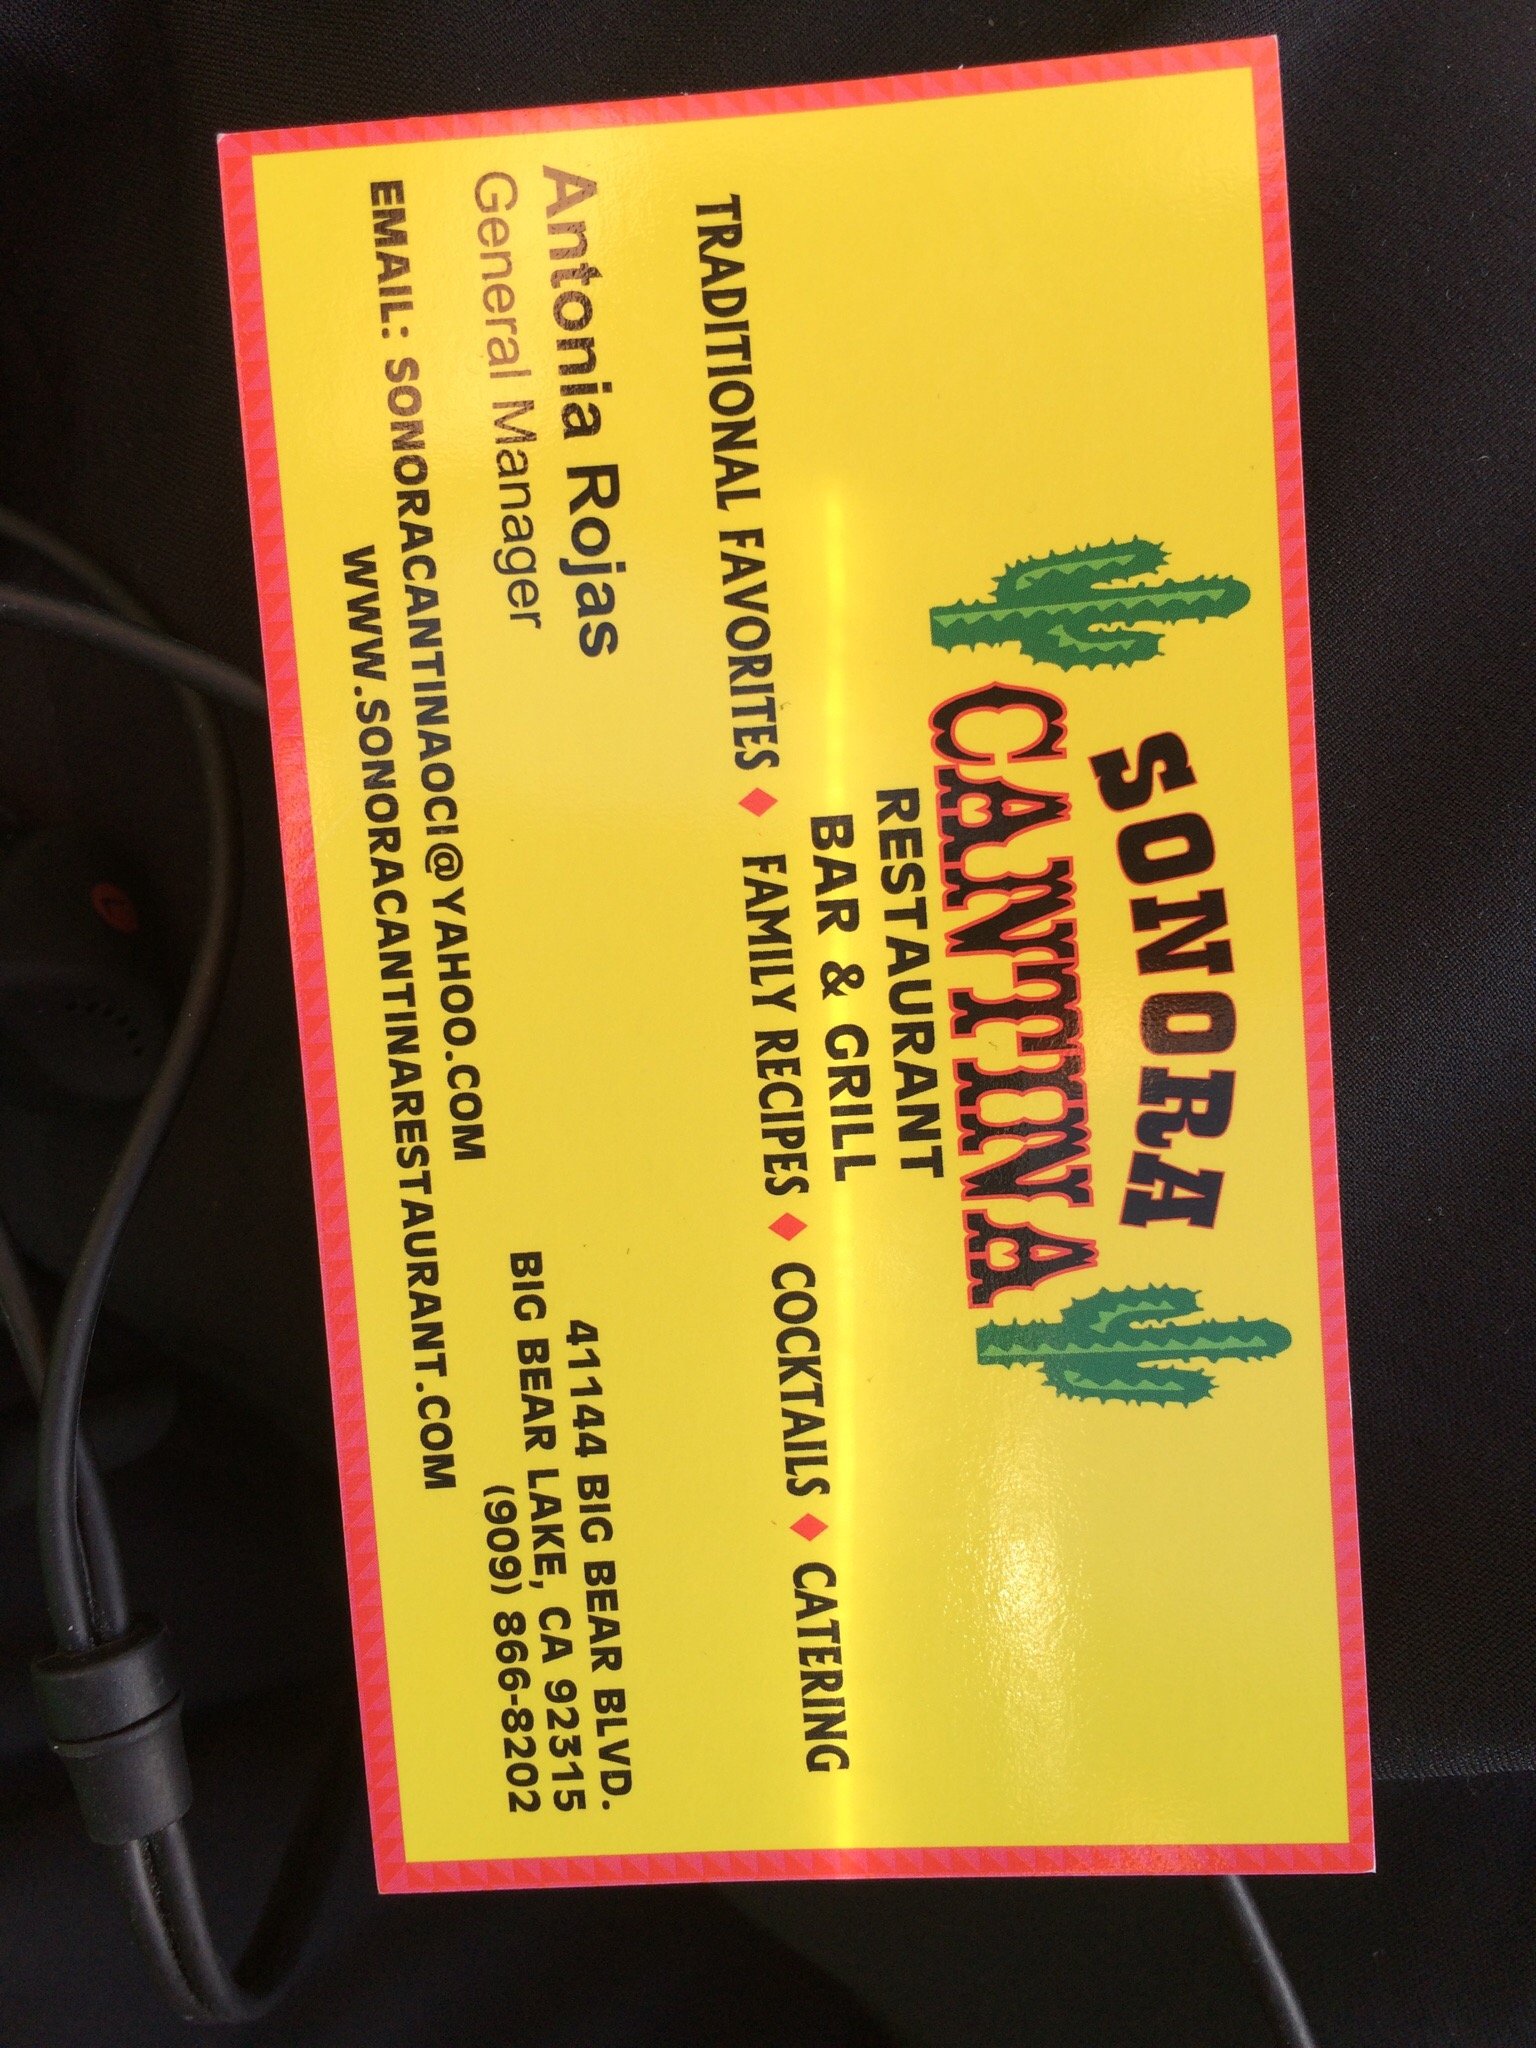 SONORA
CANTINA
RESTAURANT
BAR & GRILL
TRADITIONAL FAVORITES ♦ FAMILY RECIPES ♦ COCKTAILS ♦ CATERING
Antonia Rojas
General Manager
41144 BIG BEAR BLVD.
BIG BEAR LAKE, CA 92315
(909) 866-8202
EMAIL: SONORACANTINAOCI@YAHOO.COM
WWW.SONORACANTINARESTAURANT.COM